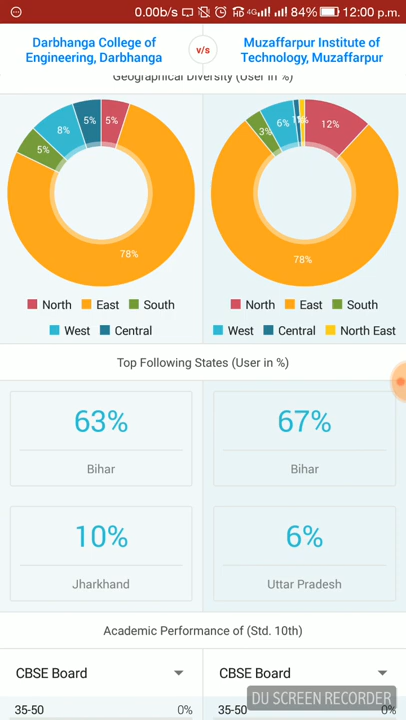 0.00b/s 4G 84% 12:00 p.m.
Darbhanga College of
Engineering, Darbhanga
v/s
Muzaffarpur Institute of
Technology, Muzaffarpur
Geographical Diversity (User in %)
5%
8%
5%
5%
78%
12%
6%
3%
1%
78%
North East South
West Central
North East South
West Central North East
Top Following States (User in %)
63%
Bihar
67%
Bihar
10%
Jharkhand
6%
Uttar Pradesh
Academic Performance of (Std. 10th)
CBSE Board
CBSE Board
35-50 0%
35-50 0%
DU SCREEN RECORDER